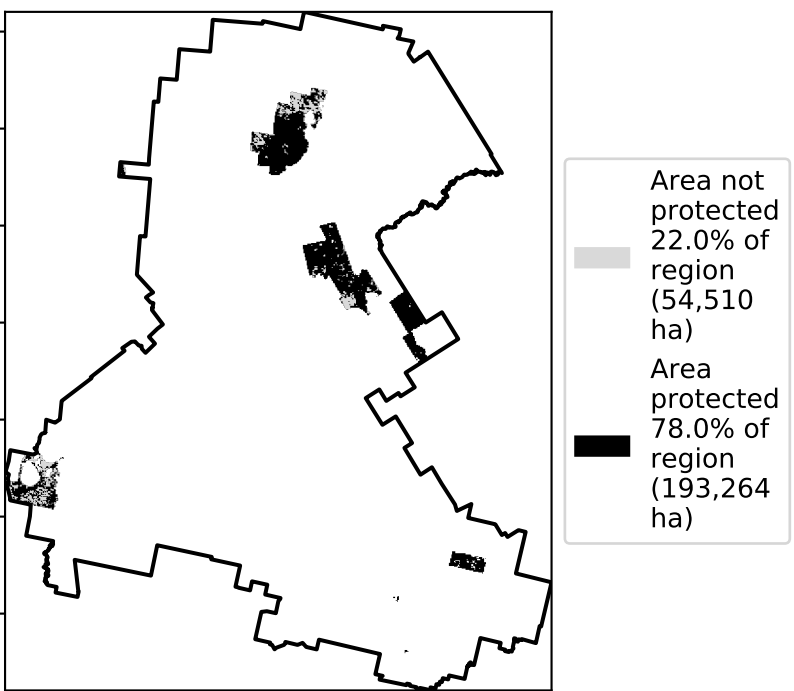 Area not
protected
22.0% of
region
(54,510
ha)
Area
protected
78.0% of
region
(193,264
ha)